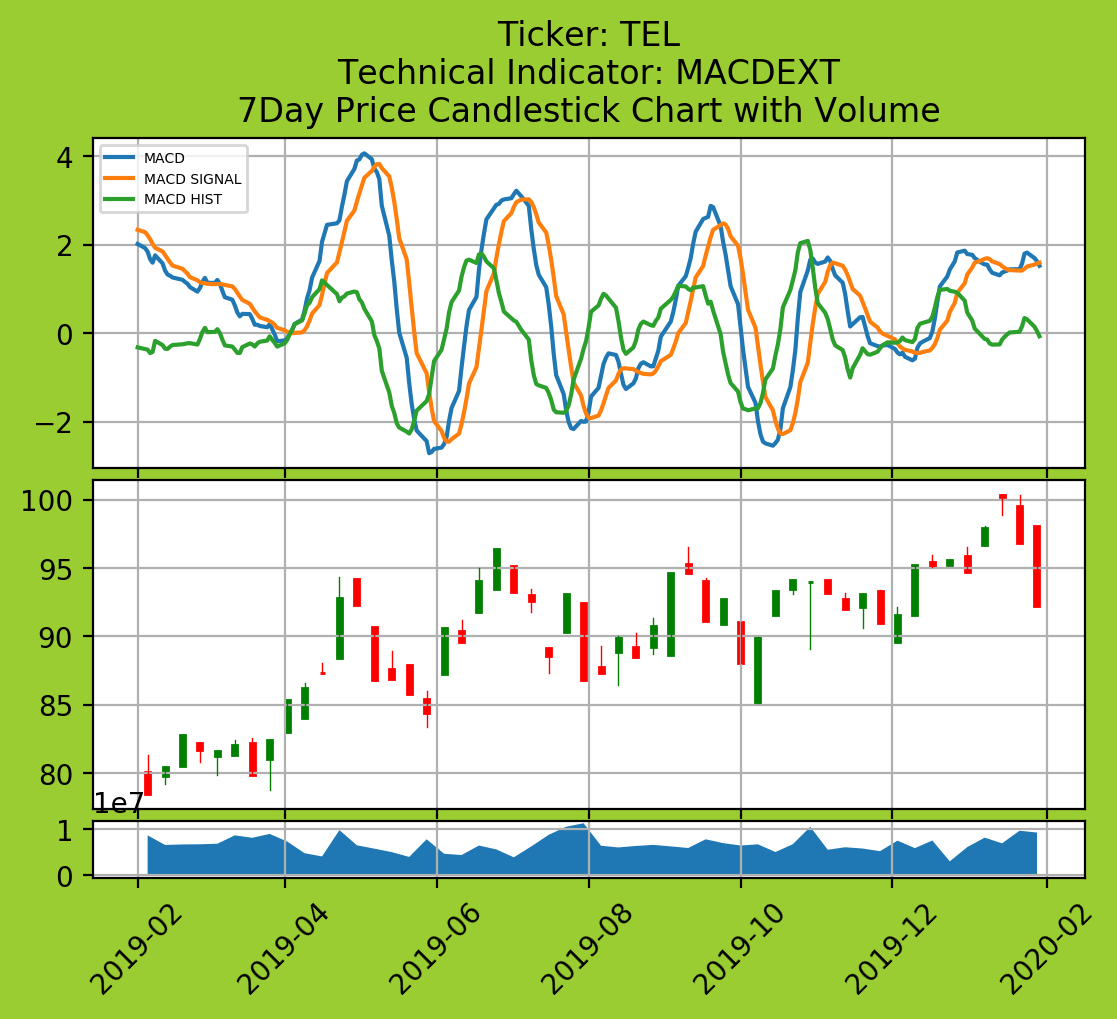 Ticker: TEL
Technical Indicator: MACDEXT
7Day Price Candlestick Chart with Volume
MACD
MACD SIGNAL
MACD HIST
4
2
0
−2
100
95
90
85
80
1e7
1
0
2019-02
2019-04
2019-06
2019-08
2019-10
2019-12
2020-02